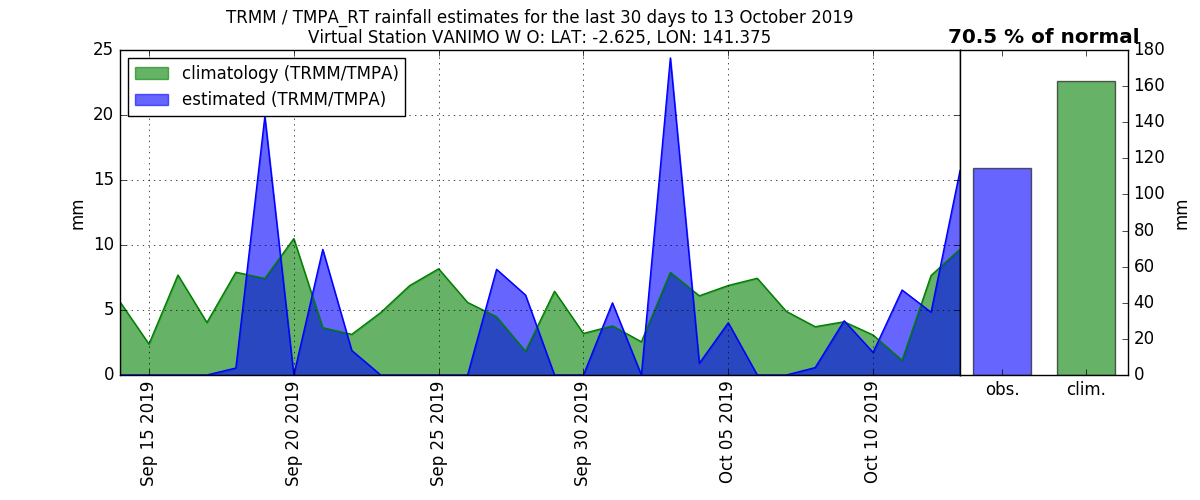 TRMM / TMPA_RT rainfall estimates for the last 30 days to 13 October 2019
Virtual Station VANIMO W O: LAT: -2.625, LON: 141.375
70.5 % of normal
climatology (TRMM/TMPA)
estimated (TRMM/TMPA)
mm
25
20
15
10
5
0
Sep 15 2019
Sep 20 2019
Sep 25 2019
Sep 30 2019
Oct 05 2019
Oct 10 2019
obs.
clim.
180
160
140
120
100
80
60
40
20
0
mm